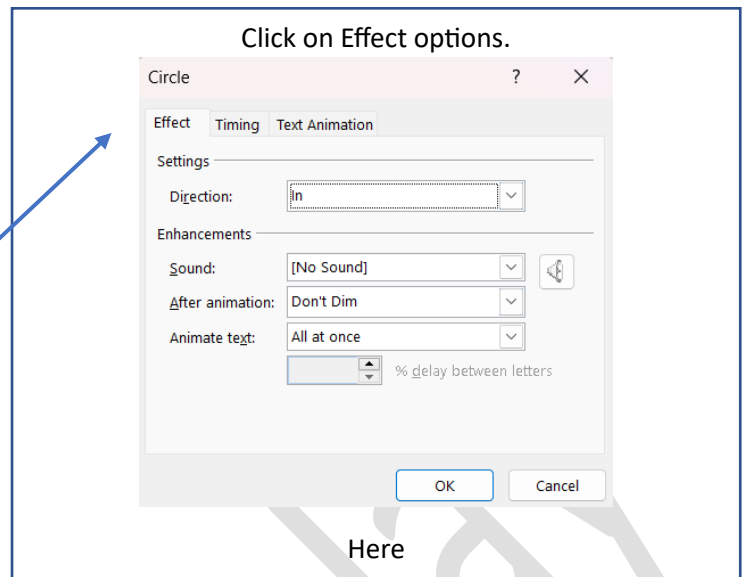 Click on Effect options.
Circle ? X
Effect Timing Text Animation
Settings
Direction: In
Enhancements
Sound: [No Sound]
After animation: Don't Dim
Animate text: All at once
% delay between letters
OK Cancel
Here